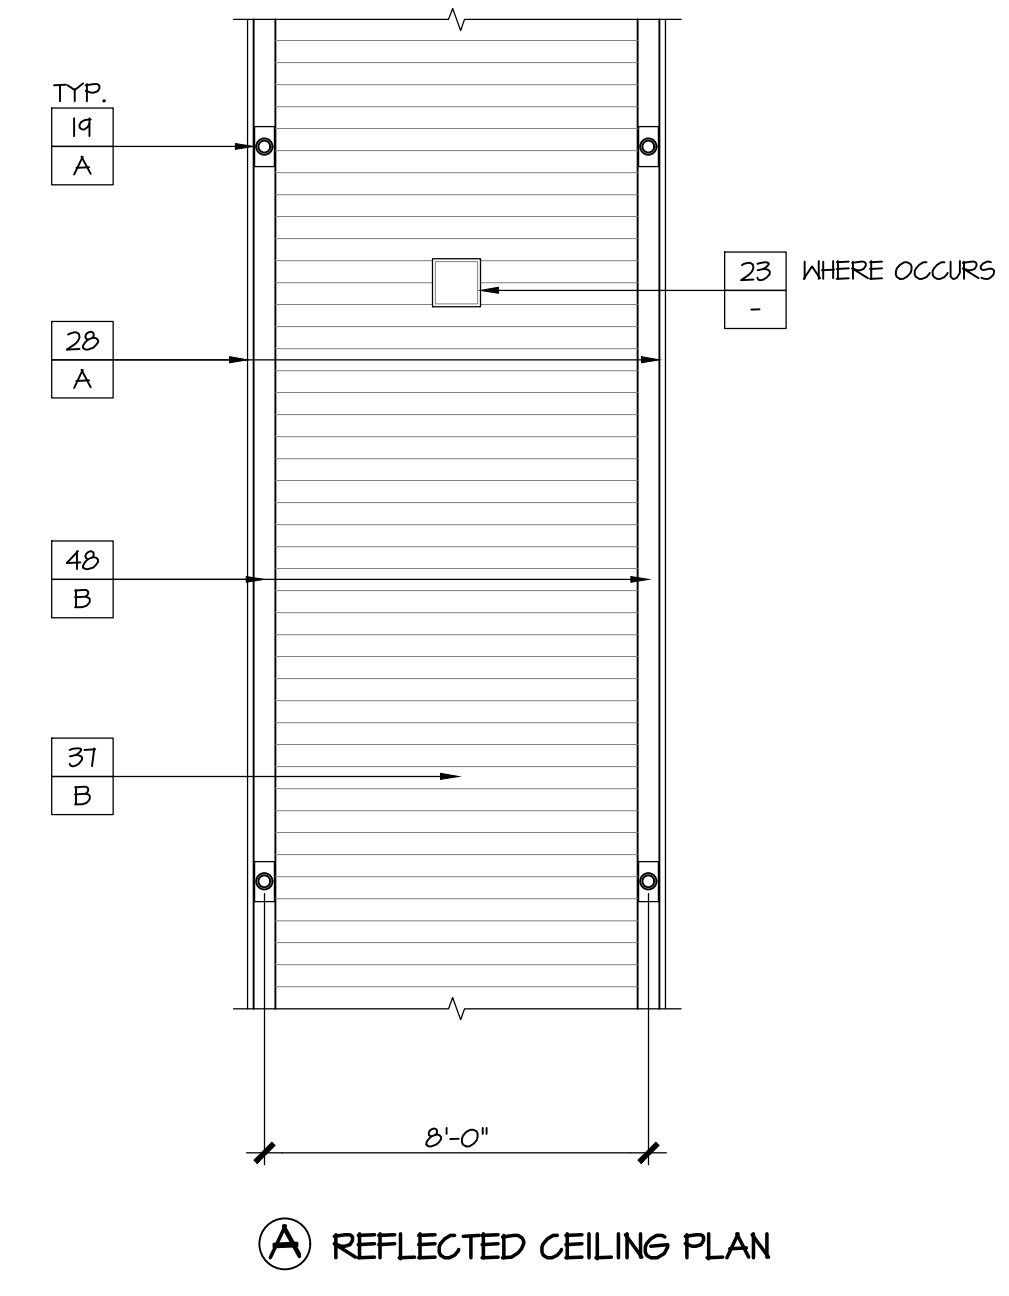 TYP.
19
A
23 WHERE OCCURS
-
28
A
48
B
37
B
8'-0"
A REFLECTED CEILING PLAN